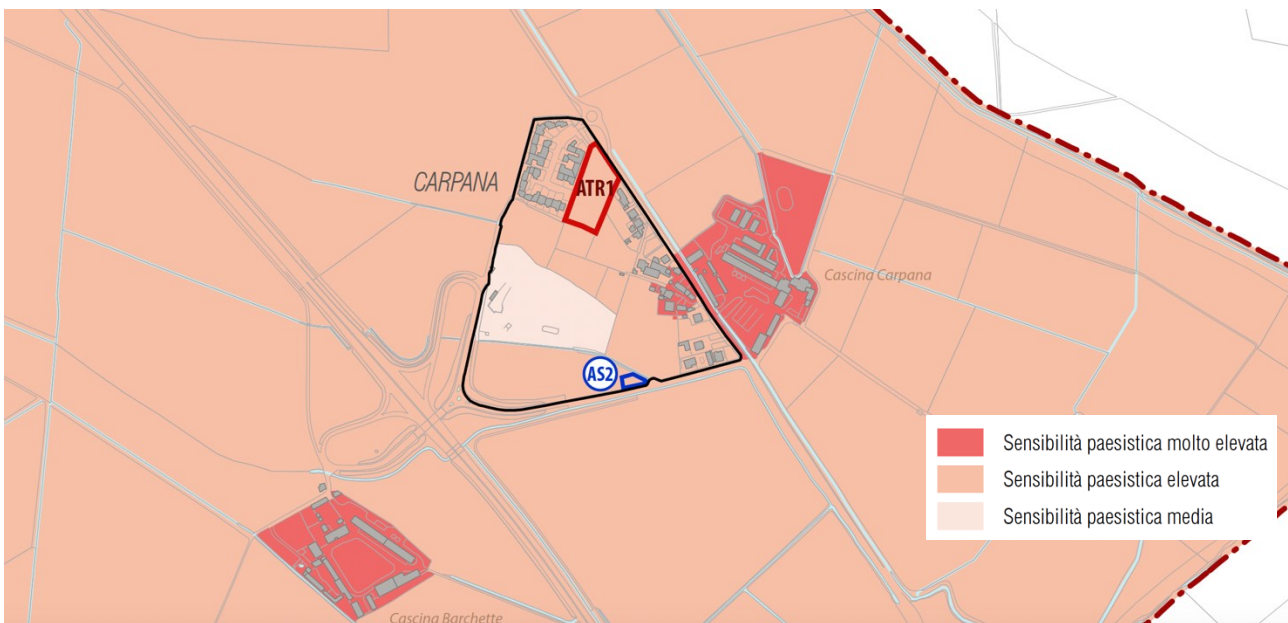 CARPANA
ATR1
Cascina Carpana
AS2
Sensibilità paesistica molto elevata
Sensibilità paesistica elevata
Sensibilità paesistica media
Cascina Barchette